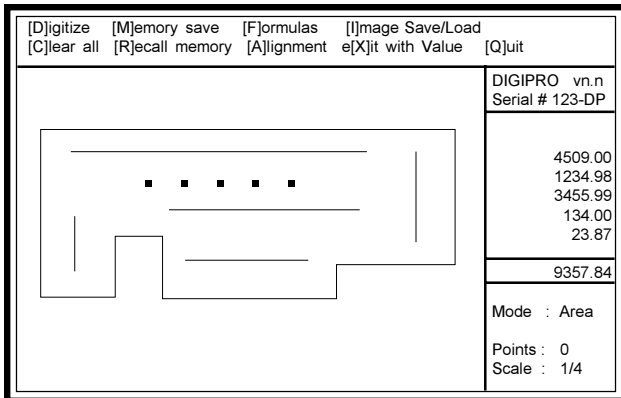 [D]igitize [M]emory save [F]ormulas [I]mage Save/Load
[C]lear all [R]ecall memory [A]lignment e[X]it with Value [Q]uit
DIGIPRO vn.n
Serial # 123-DP
4509.00
1234.98
3455.99
134.00
23.87
9357.84
Mode : Area
Points : 0
Scale : 1/4